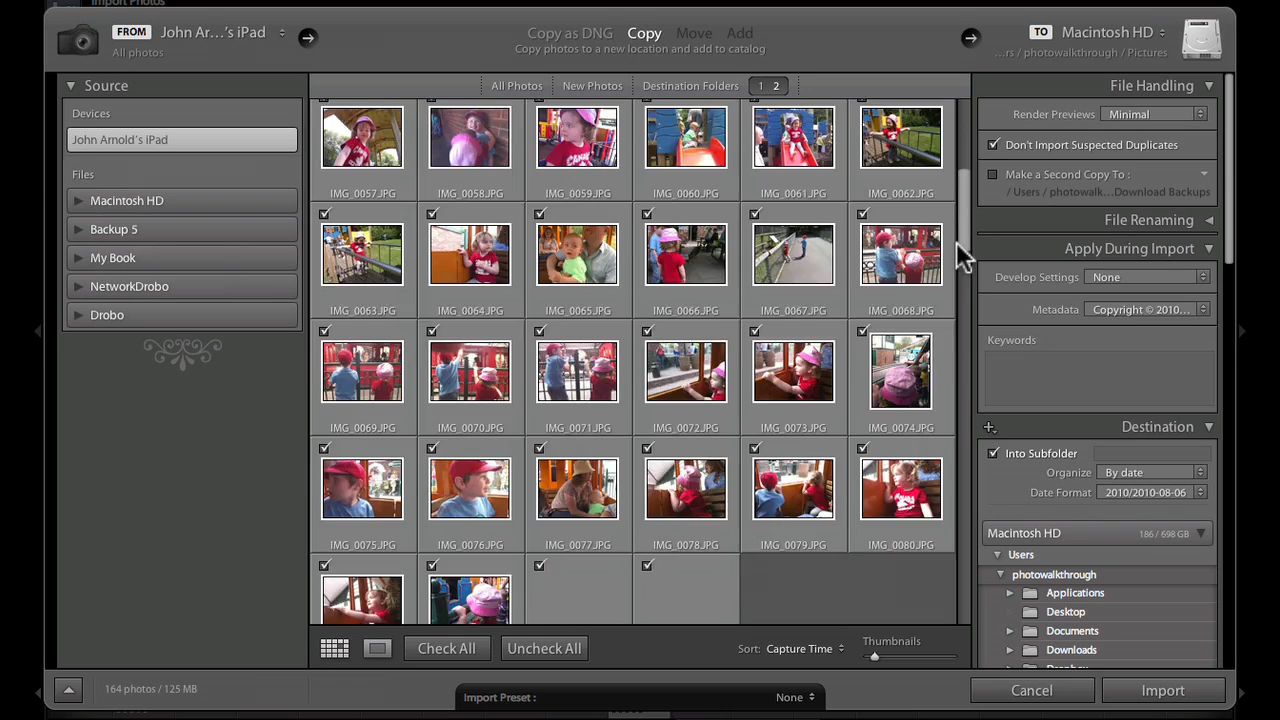 Import Photos
FROM John Ar...'s iPad
All photos
Copy as DNG Copy Move Add
Copy photos to a new location and add to catalog
TO Macintosh HD
...rs / photowalkthrough / Pictures
Source
Devices
John Arnold's iPad
Files
Macintosh HD
Backup 5
My Book
NetworkDrobo
Drobo
All Photos New Photos Destination Folders 1 2
IMG_0057.JPG IMG_0058.JPG IMG_0059.JPG IMG_0060.JPG IMG_0061.JPG IMG_0062.JPG
IMG_0063.JPG IMG_0064.JPG IMG_0065.JPG IMG_0066.JPG IMG_0067.JPG IMG_0068.JPG
IMG_0069.JPG IMG_0070.JPG IMG_0071.JPG IMG_0072.JPG IMG_0073.JPG IMG_0074.JPG
IMG_0075.JPG IMG_0076.JPG IMG_0077.JPG IMG_0078.JPG IMG_0079.JPG IMG_0080.JPG
File Handling
Render Previews Minimal
Don't Import Suspected Duplicates
Make a Second Copy To :
/ Users / photowalk...Download Backups
File Renaming
Apply During Import
Develop Settings None
Metadata Copyright © 2010...
Keywords
Destination
Into Subfolder
Organize By date
Date Format 2010/2010-08-06
Macintosh HD 186 / 698 GB
Users
photowalkthrough
Applications
Desktop
Documents
Downloads
Check All Uncheck All Sort: Capture Time Thumbnails
164 photos / 125 MB
Import Preset : None
Cancel Import